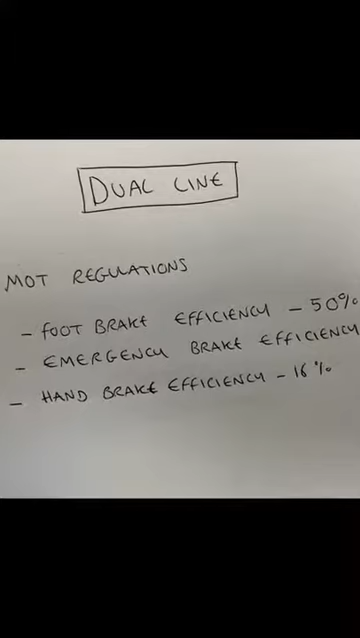 DUAL LINE
MOT REGULATIONS
- FOOT BRAKE EFFICIENCY - 50%
- EMERGENCY BRAKE EFFICIENCY
- HAND BRAKE EFFICIENCY - 16%